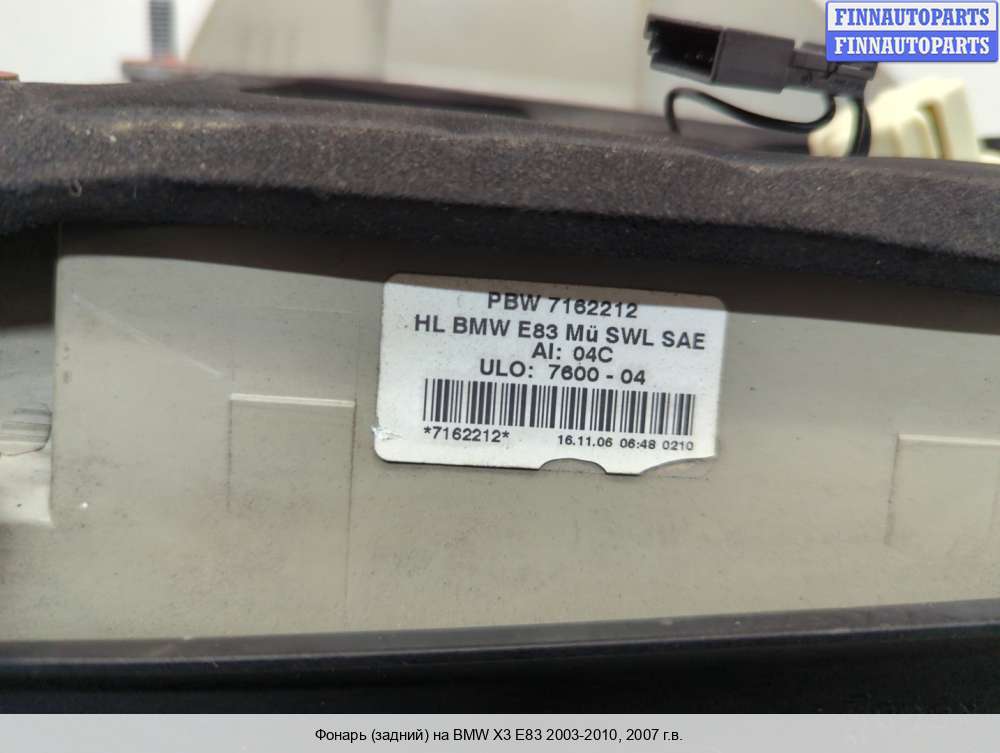 FINNAUTOPARTS
FINNAUTOPARTS
PBW 7162212
HL BMW E83 Mü SWL SAE
AI: 04C
ULO: 7600 - 04
*7162212* 16.11.06 06:48 0210
Фонарь (задний) на BMW X3 E83 2003-2010, 2007 г.в.